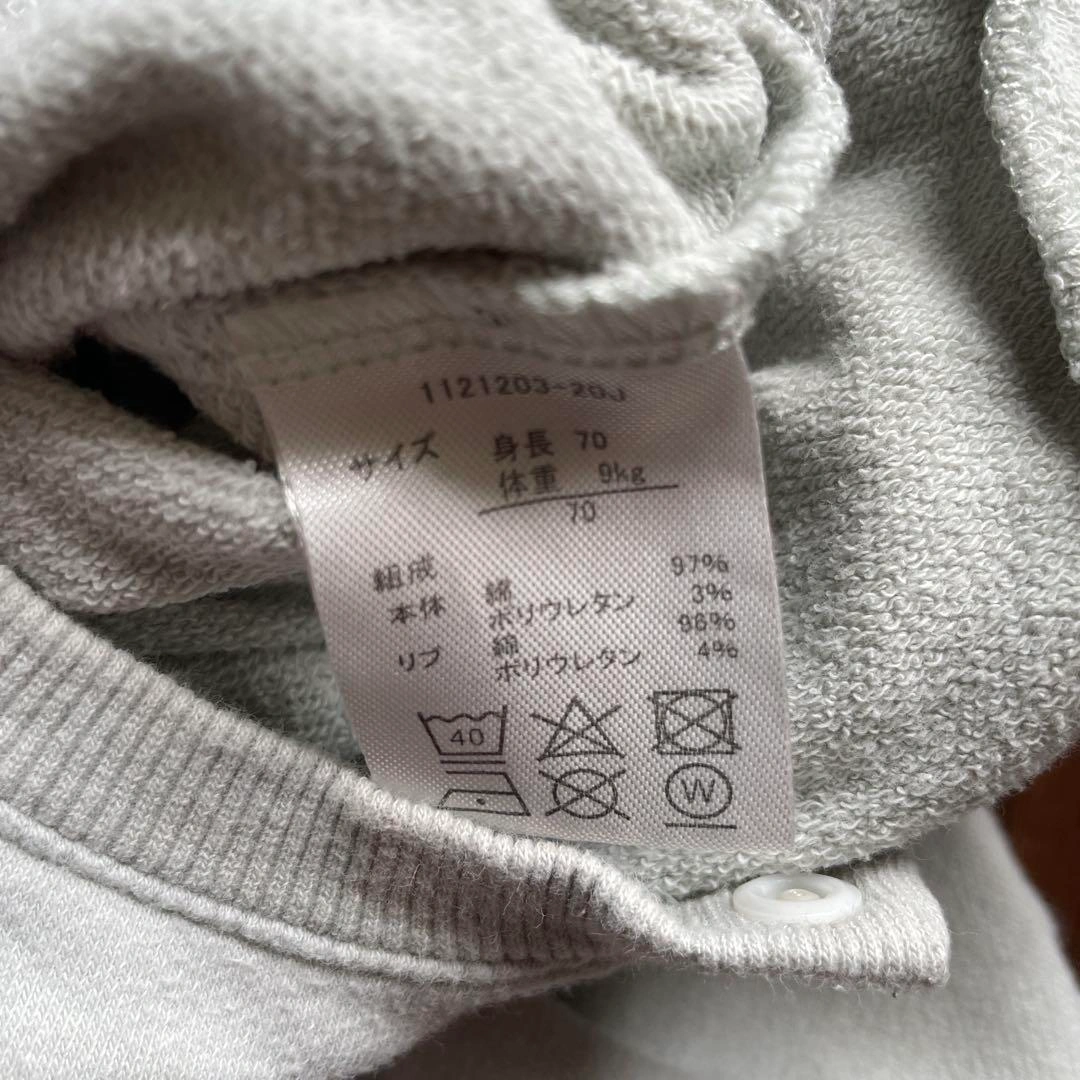 1121203-20J
サイズ 身長 70
体重 9kg
70
組成
本体 綿 97%
ポリウレタン 3%
リブ 綿 96%
ポリウレタン 4%
40
W